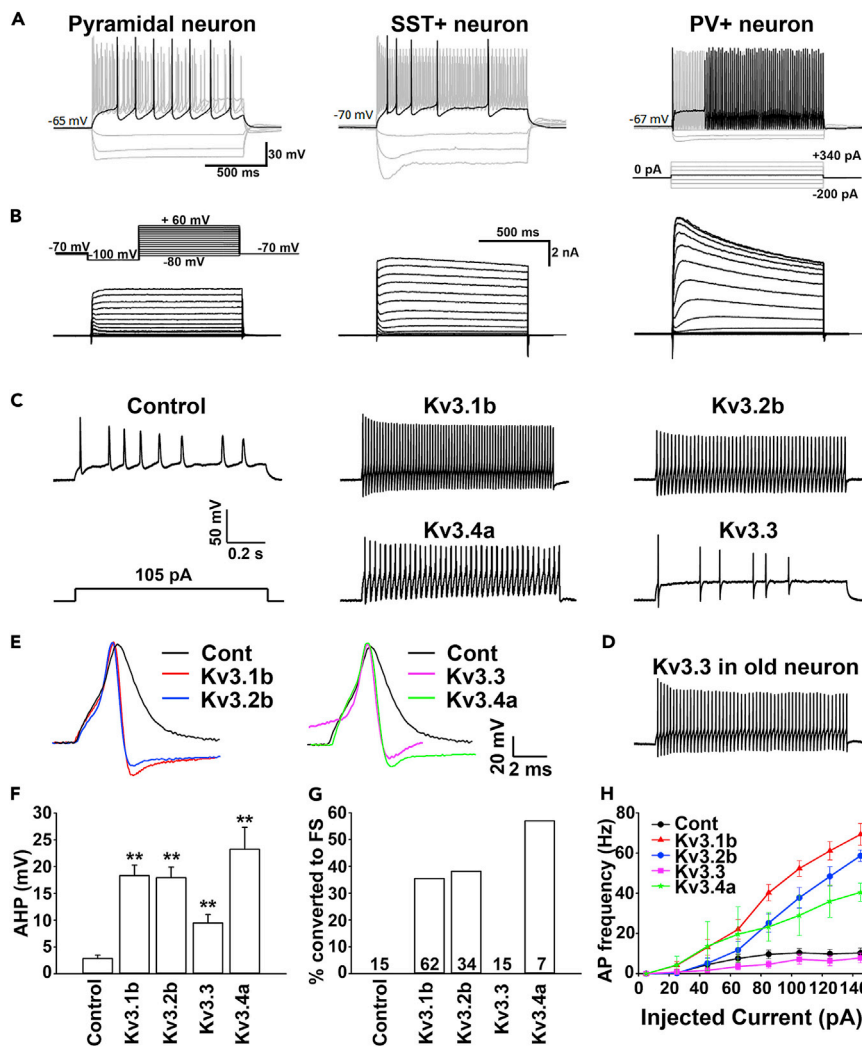 A
Pyramidal neuron
SST+ neuron
PV+ neuron
-65 mV
-70 mV
-67 mV
30 mV
500 ms
0 pA
+340 pA
-200 pA
B
+ 60 mV
-70 mV
-100 mV
-80 mV
-70 mV
500 ms
2 nA
C
Control
Kv3.1b
Kv3.2b
50 mV
0.2 s
105 pA
Kv3.4a
Kv3.3
E
Cont
Kv3.1b
Kv3.2b
Cont
Kv3.3
Kv3.4a
20 mV
2 ms
D
Kv3.3 in old neuron
F
AHP (mV)
30
25
20
15
10
5
0
**
**
**
**
Control
Kv3.1b
Kv3.2b
Kv3.3
Kv3.4a
G
% converted to FS
60
50
40
30
20
10
0
15
62
34
15
7
Control
Kv3.1b
Kv3.2b
Kv3.3
Kv3.4a
H
AP frequency (Hz)
80
60
40
20
0
Cont
Kv3.1b
Kv3.2b
Kv3.3
Kv3.4a
0 20 40 60 80 100 120 140
Injected Current (pA)